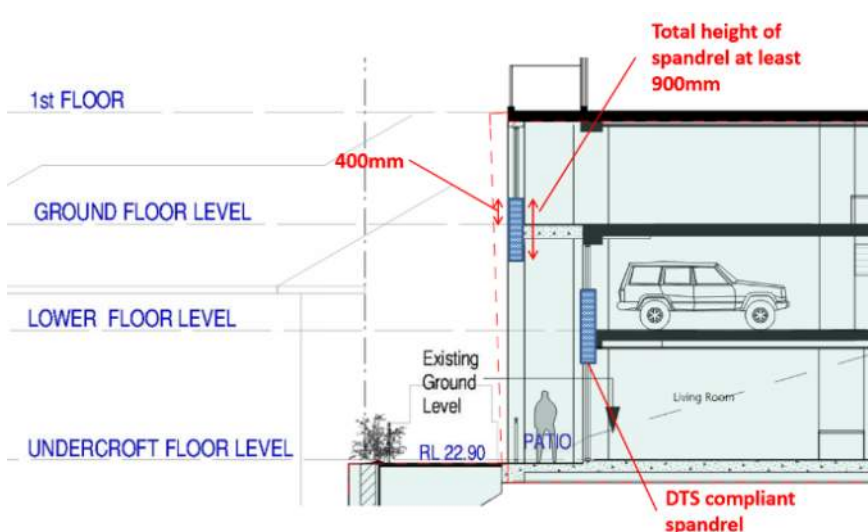 Total height of
spandrel at least
900mm
1st FLOOR
400mm
GROUND FLOOR LEVEL
LOWER FLOOR LEVEL
Existing
Ground
Level
Living Room
UNDERCROFT FLOOR LEVEL
RL 22.90
PATIO
DTS compliant
spandrel